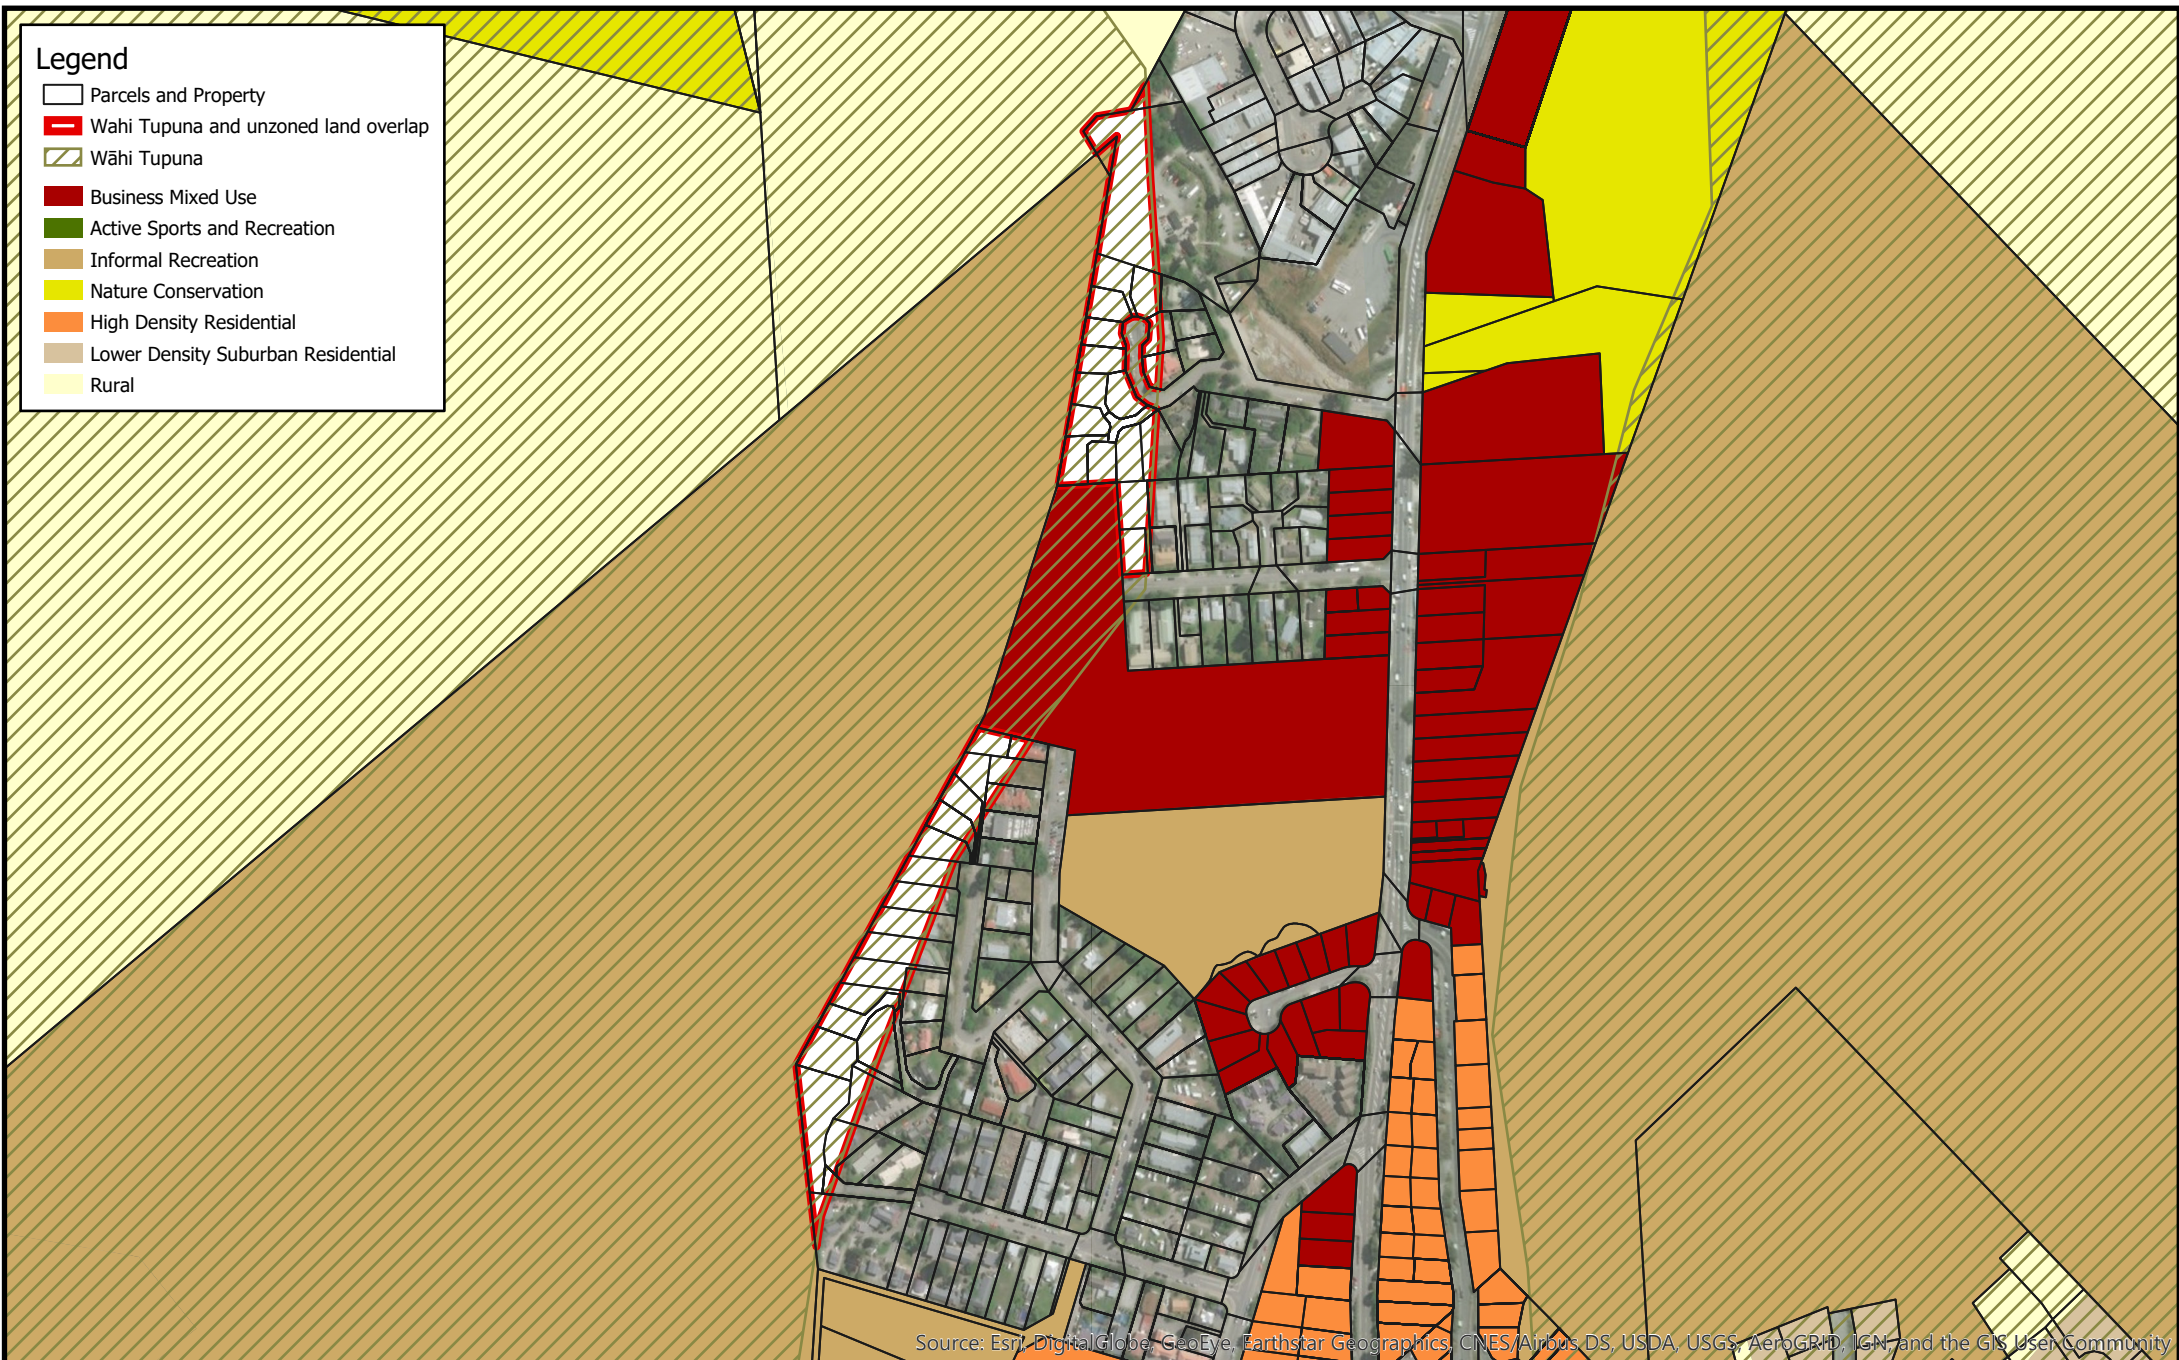 Legend
Parcels and Property
Wahi Tupuna and unzoned land overlap
Wāhi Tupuna
Business Mixed Use
Active Sports and Recreation
Informal Recreation
Nature Conservation
High Density Residential
Lower Density Suburban Residential
Rural
Source: Esri, DigitalGlobe, GeoEye, Earthstar Geographics, CNES/Airbus DS, USDA, USGS, AeroGRID, IGN, and the GIS User Community